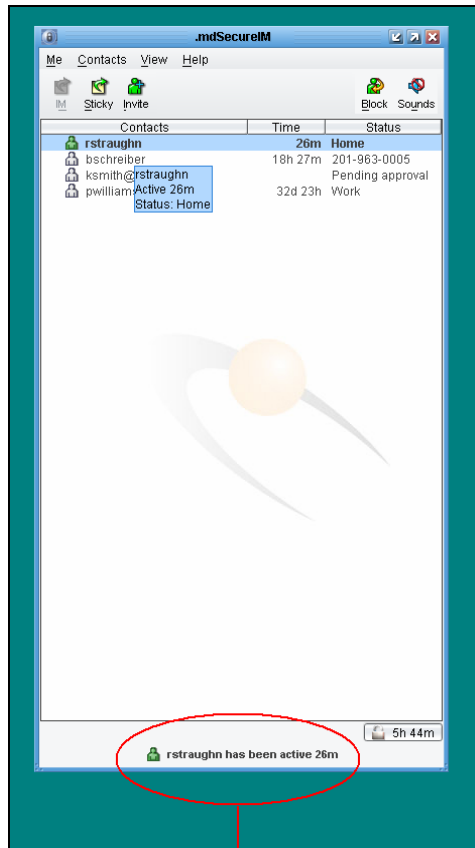 .mdSecureIM
Me Contacts View Help
IM Sticky Invite Block Sounds
Contacts Time Status
rstraughn 26m Home
bschreiber 18h 27m 201-963-0005
ksmith@ Pending approval
pwilliams 32d 23h Work
rstraughn
Active 26m
Status: Home
5h 44m
rstraughn has been active 26m